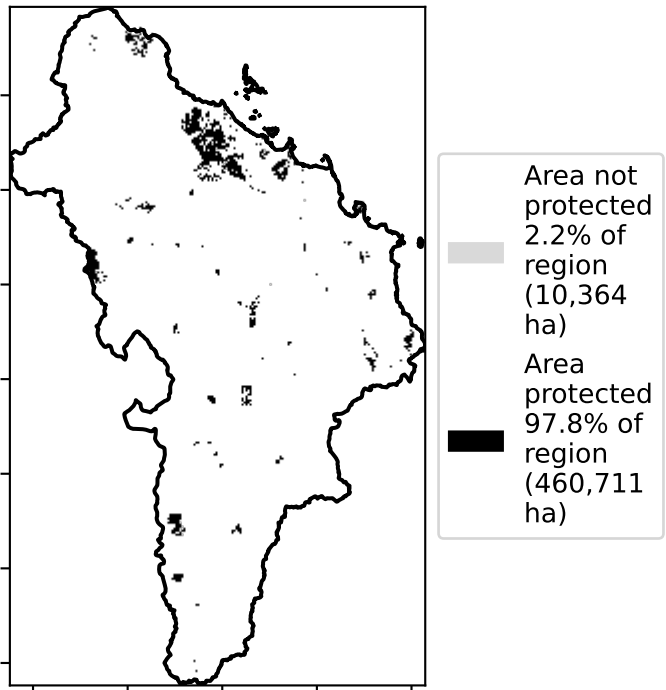 Area not
protected
2.2% of
region
(10,364
ha)
Area
protected
97.8% of
region
(460,711
ha)